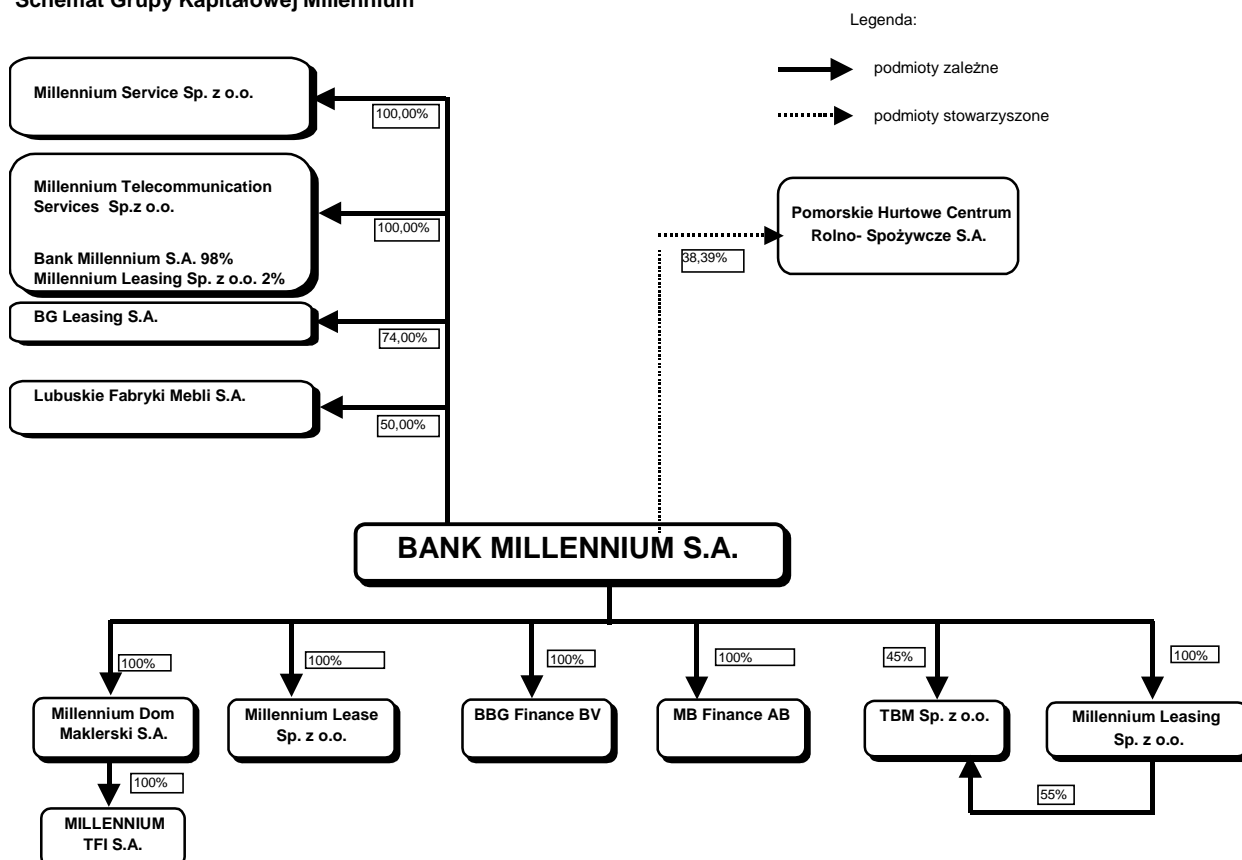 Schemat Grupy Kapitałowej Millennium
Legenda:
podmioty zależne
podmioty stowarzyszone
Millennium Service Sp. z o.o.
100,00%
Millennium Telecommunication
Services Sp.z o.o.
Bank Millennium S.A. 98%
Millennium Leasing Sp. z o.o. 2%
100,00%
BG Leasing S.A.
74,00%
Lubuskie Fabryki Mebli S.A.
50,00%
Pomorskie Hurtowe Centrum
Rolno- Spożywcze S.A.
38,39%
BANK MILLENNIUM S.A.
100%
100%
100%
100%
45%
100%
Millennium Dom
Maklerski S.A.
Millennium Lease
Sp. z o.o.
BBG Finance BV
MB Finance AB
TBM Sp. z o.o.
Millennium Leasing
Sp. z o.o.
100%
55%
MILLENNIUM
TFI S.A.